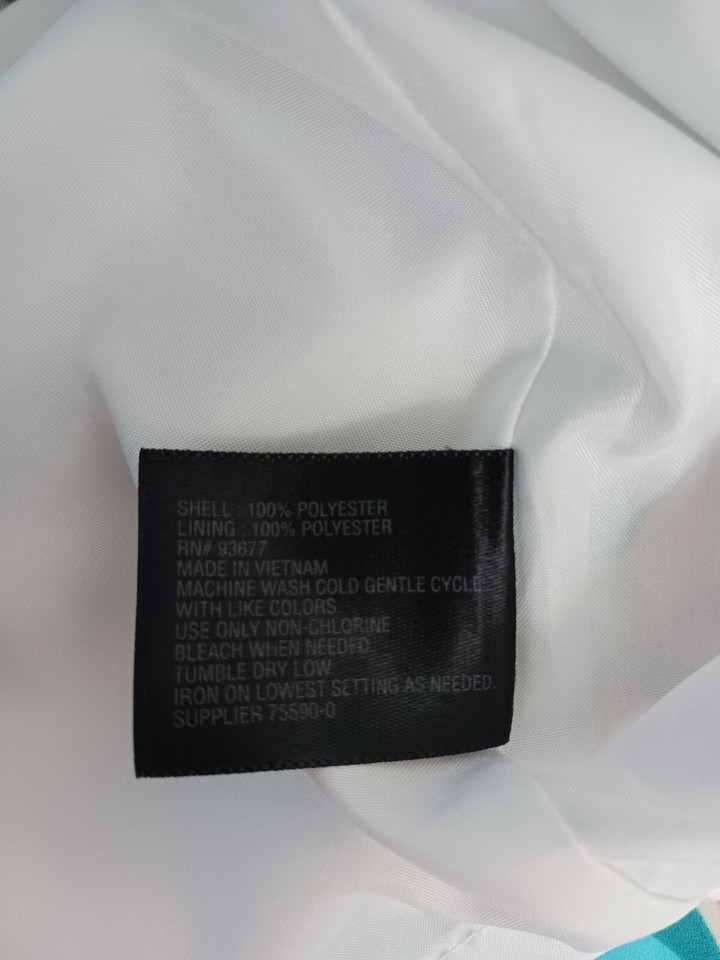 SHELL : 100% POLYESTER
LINING : 100% POLYESTER
RN# 93677
MADE IN VIETNAM
MACHINE WASH COLD GENTLE CYCLE
WITH LIKE COLORS.
USE ONLY NON-CHLORINE
BLEACH WHEN NEEDED.
TUMBLE DRY LOW
IRON ON LOWEST SETTING AS NEEDED.
SUPPLIER 75590-0